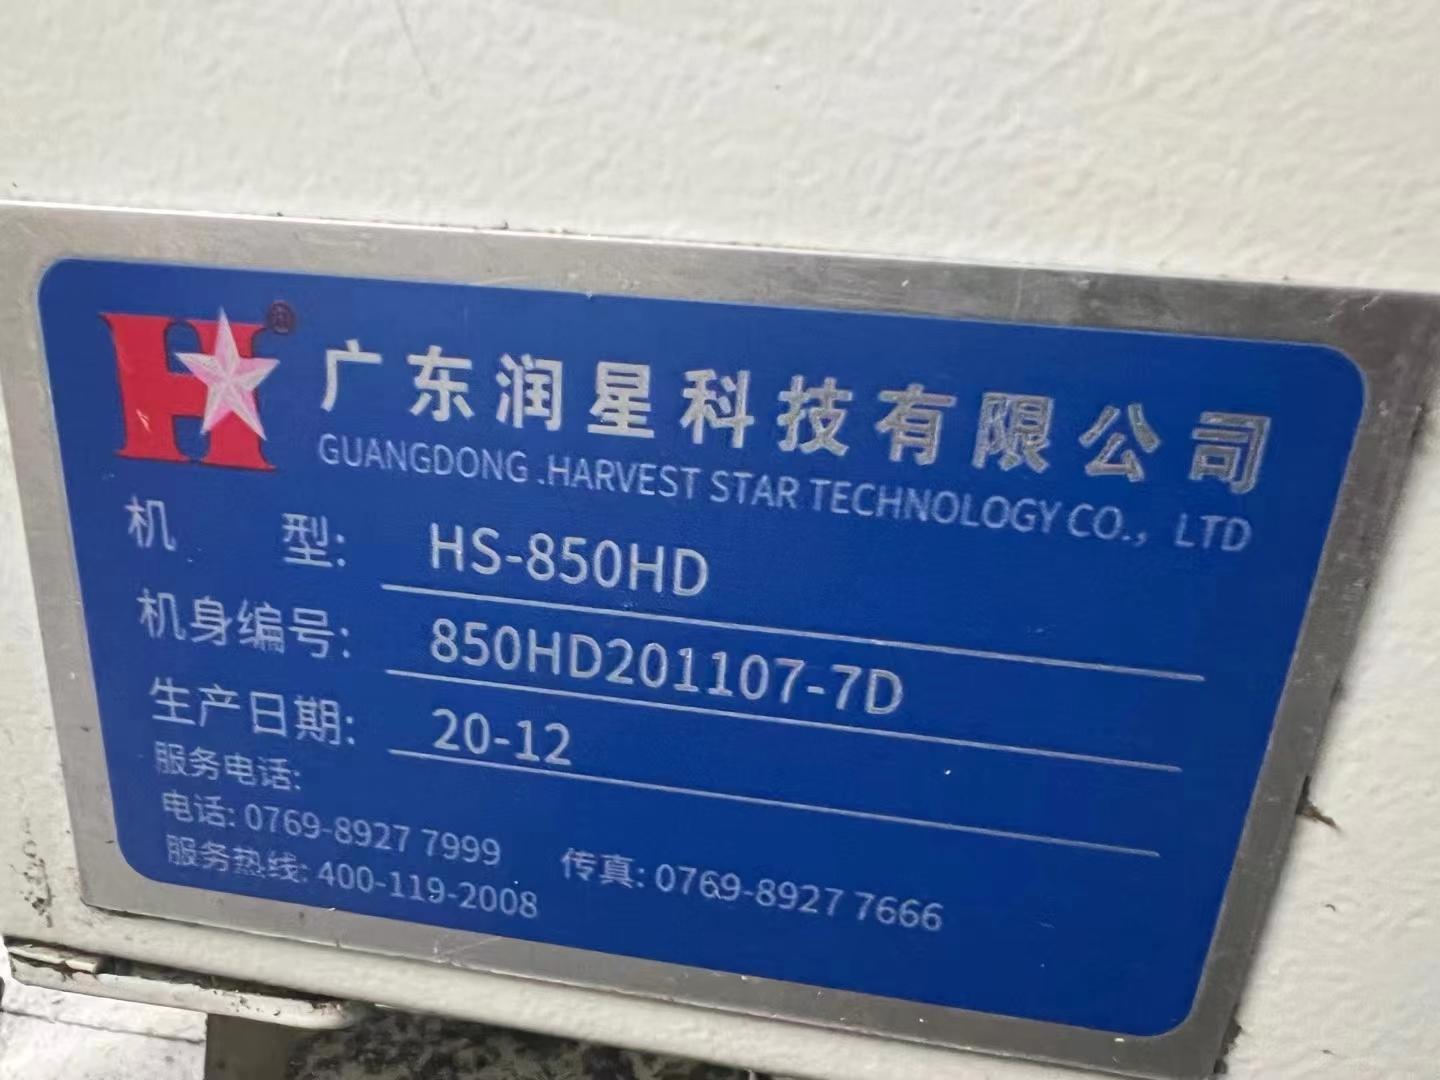 H®
广东润星科技有限公司
GUANGDONG .HARVEST STAR TECHNOLOGY CO., LTD
机 型: HS-850HD
机身编号: 850HD201107-7D
生产日期: 20-12
服务电话:
电话: 0769-8927 7999 传真: 0769-8927 7666
服务热线: 400-119-2008